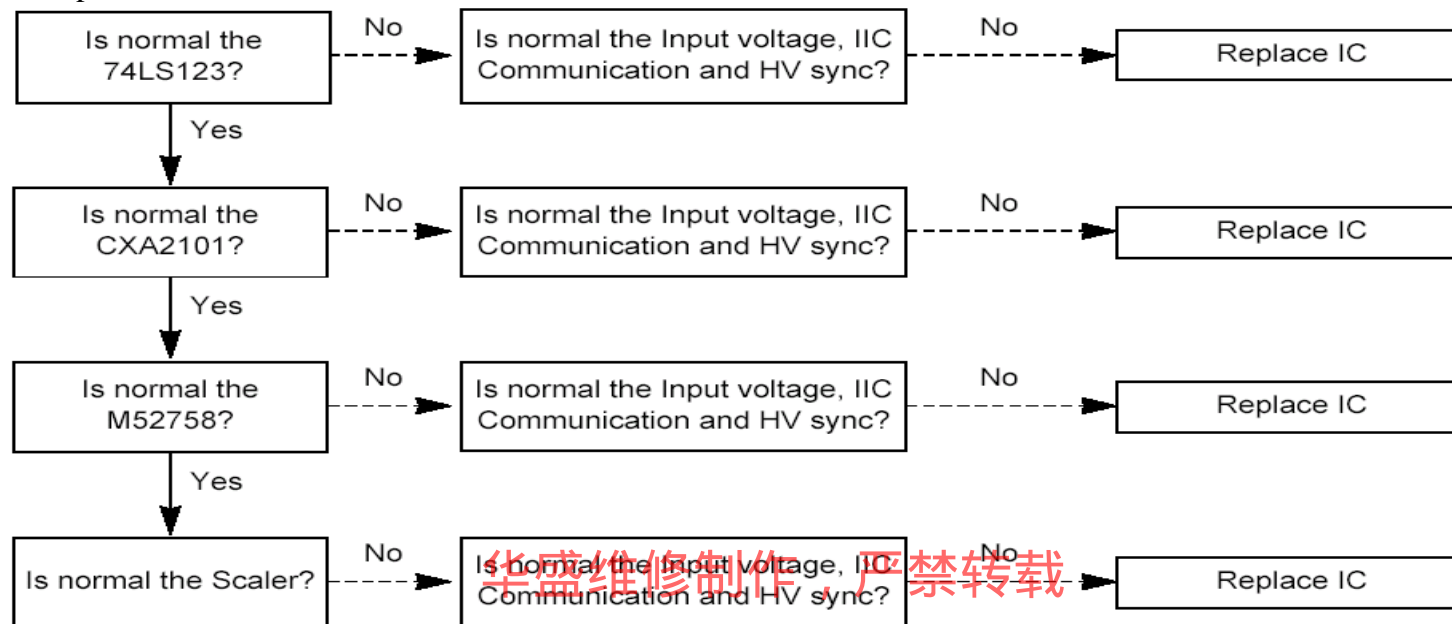 Is normal the
74LS123?
No
Is normal the Input voltage, IIC
Communication and HV sync?
No
Replace IC
Yes
Is normal the
CXA2101?
No
Is normal the Input voltage, IIC
Communication and HV sync?
No
Replace IC
Yes
Is normal the
M52758?
No
Is normal the Input voltage, IIC
Communication and HV sync?
No
Replace IC
Yes
Is normal the Scaler?
No
Is normal the Input voltage, IIC
Communication and HV sync?
华盛维修制作，严禁转载
No
Replace IC